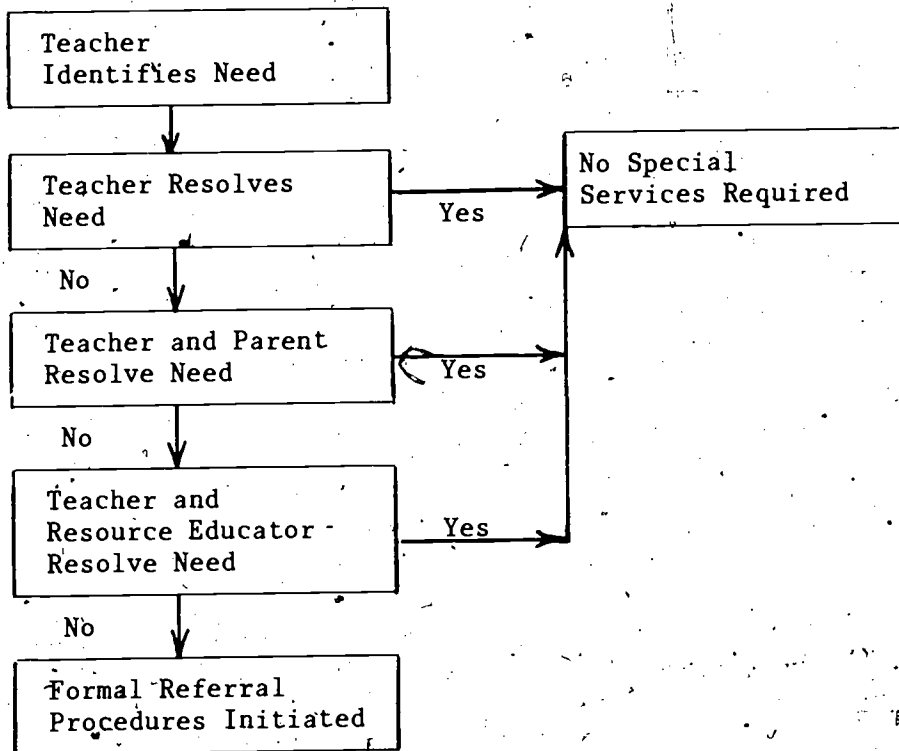 Teacher
Identifies Need
Teacher Resolves
Need
Yes
No Special
Services Required
No
Teacher and Parent
Resolve Need
Yes
No
Teacher and
Resource Educator
Resolve Need
Yes
No
Formal Referral
Procedures Initiated